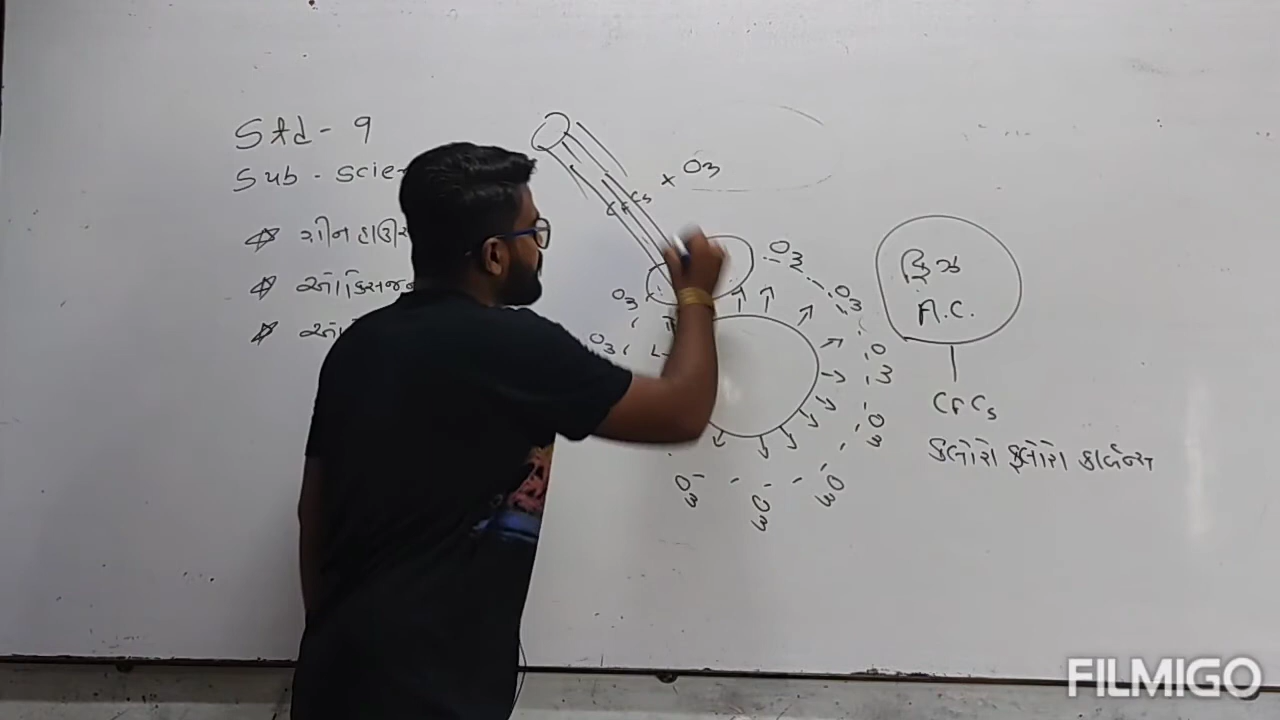 Std - 9
Sub - Scie
ગ્રીન હાઉસ
ઓક્સિજન
CFCs × O3
O3
O3
O3
O3
O3
O3
O3
O3
O3
ફ્રિઝ
A.C.
CFCs
ક્લોરો ફ્લોરો કાર્બન્સ
FILMIGO